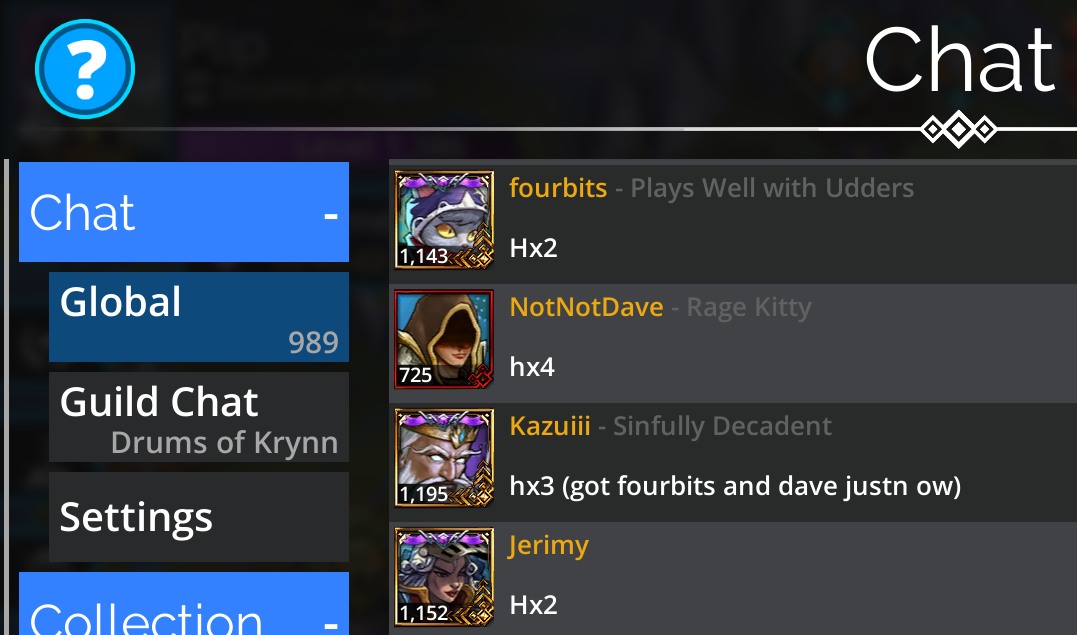 ?
Chat
Chat -
Global
989
Guild Chat
Drums of Krynn
Settings
Collection -
fourbits - Plays Well with Udders
Hx2
1,143
NotNotDave - Rage Kitty
hx4
725
Kazuiii - Sinfully Decadent
hx3 (got fourbits and dave justn ow)
1,195
Jerimy
Hx2
1,152